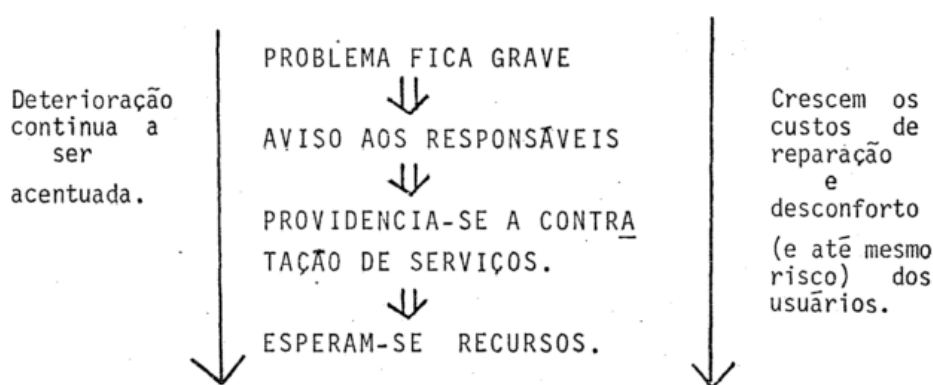 Deterioração
continua a
ser
acentuada.
PROBLEMA FICA GRAVE
AVISO AOS RESPONSÃVEIS
PROVIDENCIA-SE A CONTRA
TAÇÃO DE SERVIÇOS.
ESPERAM-SE RECURSOS.
Crescem os
custos de
reparação
e
desconforto
(e até mesmo
risco) dos
usuários.